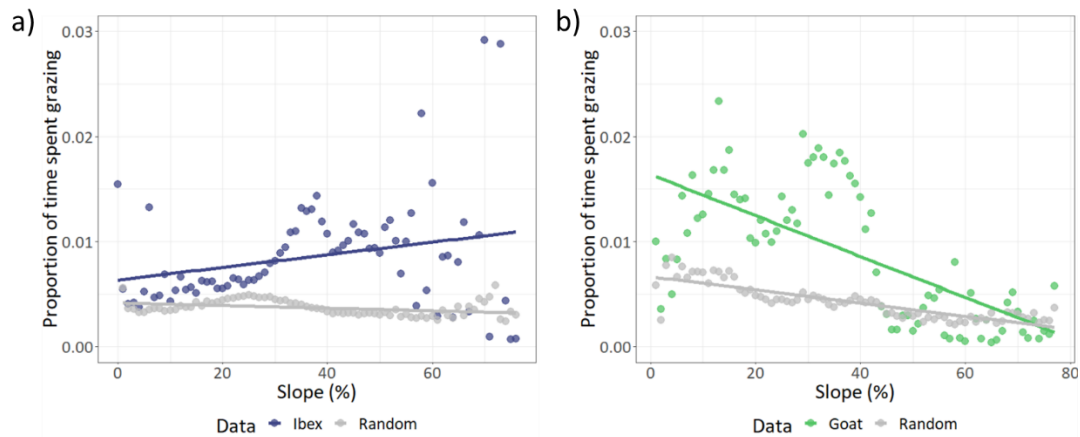 a)
Proportion of time spent grazing
0.03
0.02
0.01
0.00
0 20 40 60
Slope (%)
Data Ibex Random
b)
Proportion of time spent grazing
0.03
0.02
0.01
0.00
0 20 40 60 80
Slope (%)
Data Goat Random